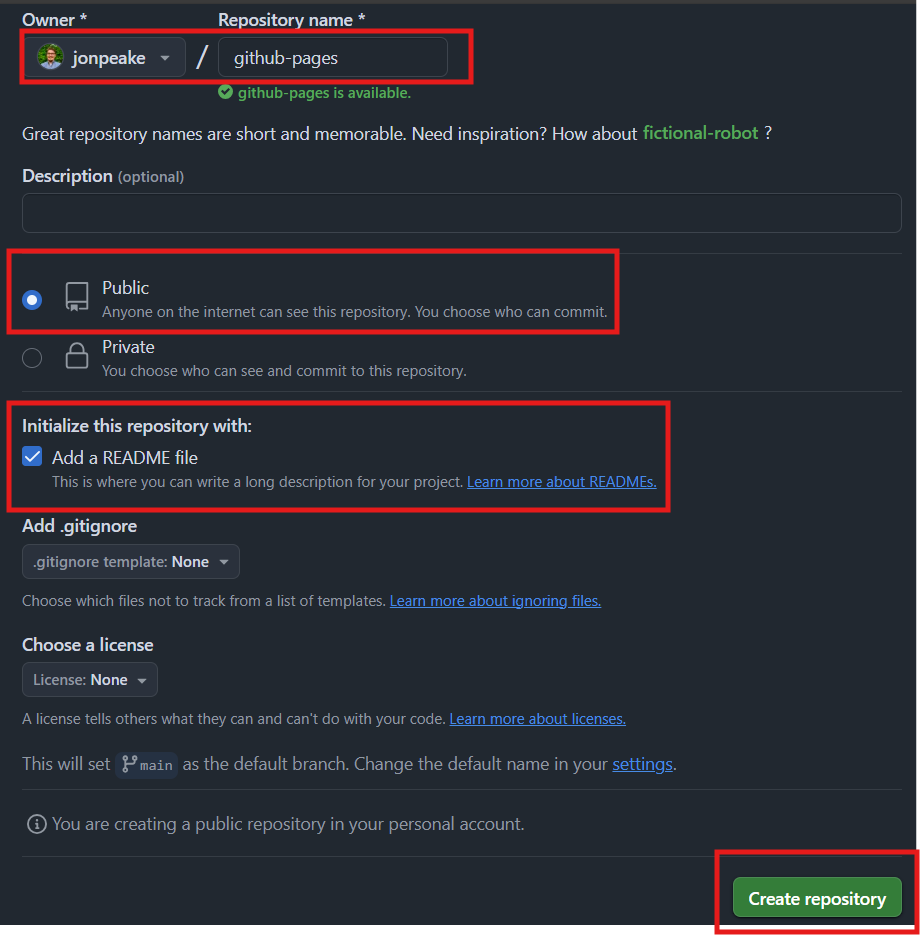 Owner * Repository name *
jonpeake / github-pages
github-pages is available.
Great repository names are short and memorable. Need inspiration? How about fictional-robot ?
Description (optional)
Public
Anyone on the internet can see this repository. You choose who can commit.
Private
You choose who can see and commit to this repository.
Initialize this repository with:
Add a README file
This is where you can write a long description for your project. Learn more about READMEs.
Add .gitignore
.gitignore template: None
Choose which files not to track from a list of templates. Learn more about ignoring files.
Choose a license
License: None
A license tells others what they can and can't do with your code. Learn more about licenses.
This will set main as the default branch. Change the default name in your settings.
You are creating a public repository in your personal account.
Create repository